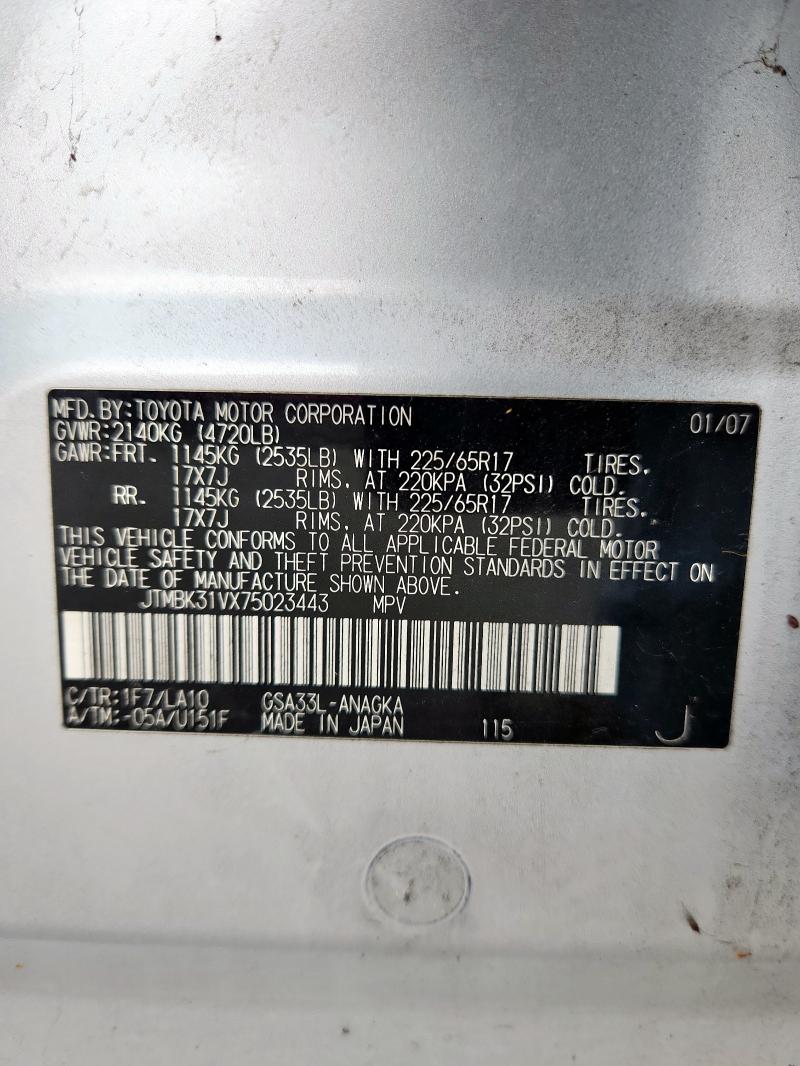 MFD. BY: TOYOTA MOTOR CORPORATION 01/07
GVWR: 2140KG (4720LB)
GAWR: FRT. 1145KG (2535LB) WITH 225/65R17 TIRES,
17X7J RIMS, AT 220KPA (32PSI) COLD.
RR. 1145KG (2535LB) WITH 225/65R17 TIRES,
17X7J RIMS, AT 220KPA (32PSI) COLD.
THIS VEHICLE CONFORMS TO ALL APPLICABLE FEDERAL MOTOR
VEHICLE SAFETY AND THEFT PREVENTION STANDARDS IN EFFECT ON
THE DATE OF MANUFACTURE SHOWN ABOVE.
JTMBK31VX75023443 MPV
C/TR: 1F7/LA10 GSA33L-ANAGKA
A/TM: -05A/U151F MADE IN JAPAN 115 J